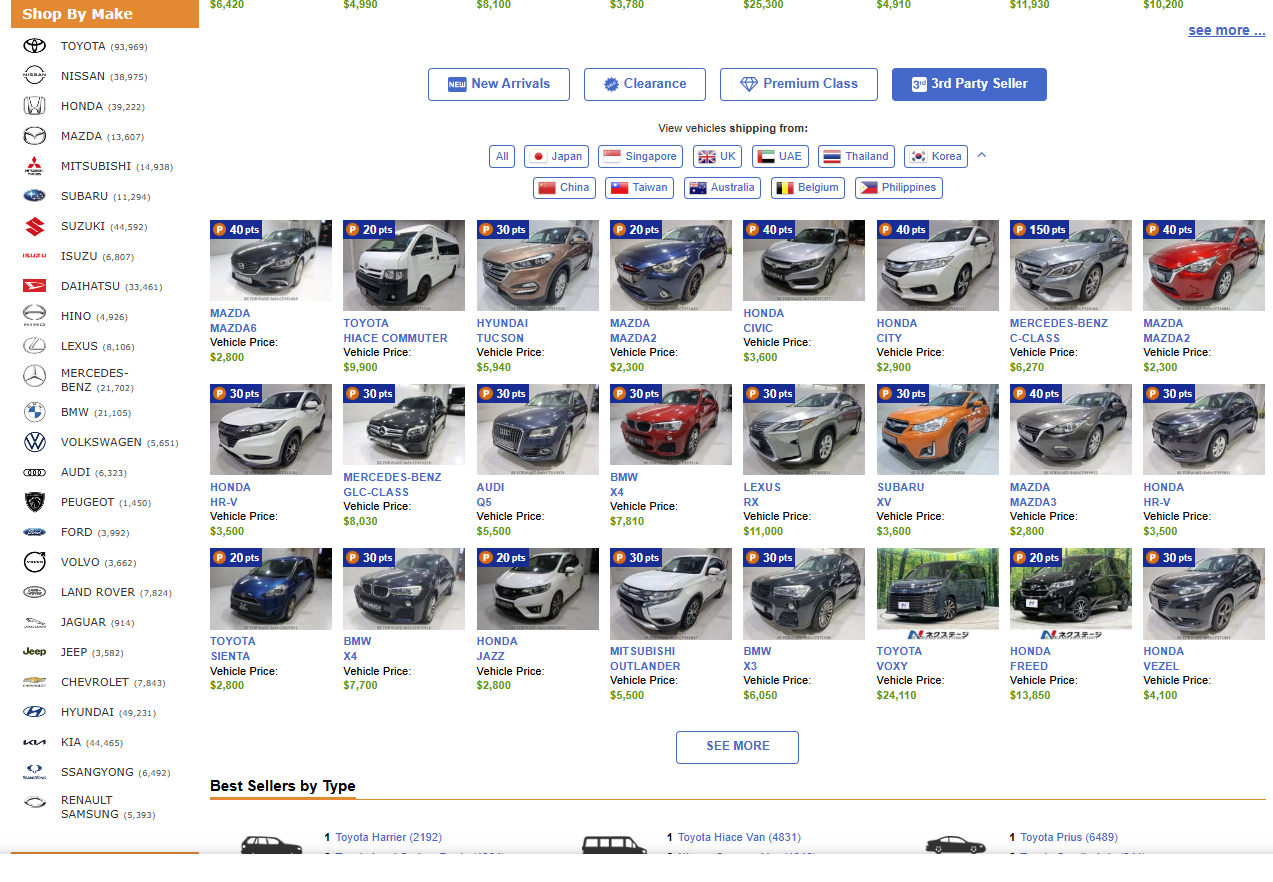 $6,420 $4,990 $8,100 $3,780 $25,300 $4,910 $11,930 $10,200
see more ...
Shop By Make
TOYOTA (93,969)
NISSAN (38,975)
HONDA (39,222)
MAZDA (13,607)
MITSUBISHI (14,938)
SUBARU (11,294)
SUZUKI (44,592)
ISUZU (6,807)
DAIHATSU (33,461)
HINO (4,926)
LEXUS (8,106)
MERCEDES-
BENZ (21,702)
BMW (21,105)
VOLKSWAGEN (5,651)
AUDI (6,323)
PEUGEOT (1,450)
FORD (3,992)
VOLVO (3,662)
LAND ROVER (7,824)
JAGUAR (914)
JEEP (3,582)
CHEVROLET (7,843)
HYUNDAI (49,231)
KIA (44,465)
SSANGYONG (6,492)
RENAULT
SAMSUNG (5,393)
NEW New Arrivals Clearance Premium Class 3rd 3rd Party Seller
View vehicles shipping from:
All Japan Singapore UK UAE Thailand Korea
China Taiwan Australia Belgium Philippines
P 40 pts P 20 pts P 30 pts P 20 pts P 40 pts P 40 pts P 150 pts P 40 pts
MAZDA
MAZDA6
Vehicle Price:
$2,800
TOYOTA
HIACE COMMUTER
Vehicle Price:
$9,900
HYUNDAI
TUCSON
Vehicle Price:
$5,940
MAZDA
MAZDA2
Vehicle Price:
$2,300
HONDA
CIVIC
Vehicle Price:
$3,600
HONDA
CITY
Vehicle Price:
$2,900
MERCEDES-BENZ
C-CLASS
Vehicle Price:
$6,270
MAZDA
MAZDA2
Vehicle Price:
$2,300
P 30 pts P 30 pts P 30 pts P 30 pts P 30 pts P 30 pts P 40 pts P 30 pts
HONDA
HR-V
Vehicle Price:
$3,500
MERCEDES-BENZ
GLC-CLASS
Vehicle Price:
$8,030
AUDI
Q5
Vehicle Price:
$5,500
BMW
X4
Vehicle Price:
$7,810
LEXUS
RX
Vehicle Price:
$11,000
SUBARU
XV
Vehicle Price:
$3,600
MAZDA
MAZDA3
Vehicle Price:
$2,800
HONDA
HR-V
Vehicle Price:
$3,500
P 20 pts P 30 pts P 20 pts P 30 pts P 30 pts P 20 pts P 30 pts
TOYOTA
SIENTA
Vehicle Price:
$2,800
BMW
X4
Vehicle Price:
$7,700
HONDA
JAZZ
Vehicle Price:
$2,800
MITSUBISHI
OUTLANDER
Vehicle Price:
$5,500
BMW
X3
Vehicle Price:
$6,050
ネクステージ
TOYOTA
VOXY
Vehicle Price:
$24,110
ネクステージ
HONDA
FREED
Vehicle Price:
$13,850
HONDA
VEZEL
Vehicle Price:
$4,100
SEE MORE
Best Sellers by Type
1 Toyota Harrier (2192)
1 Toyota Hiace Van (4831)
1 Toyota Prius (6489)